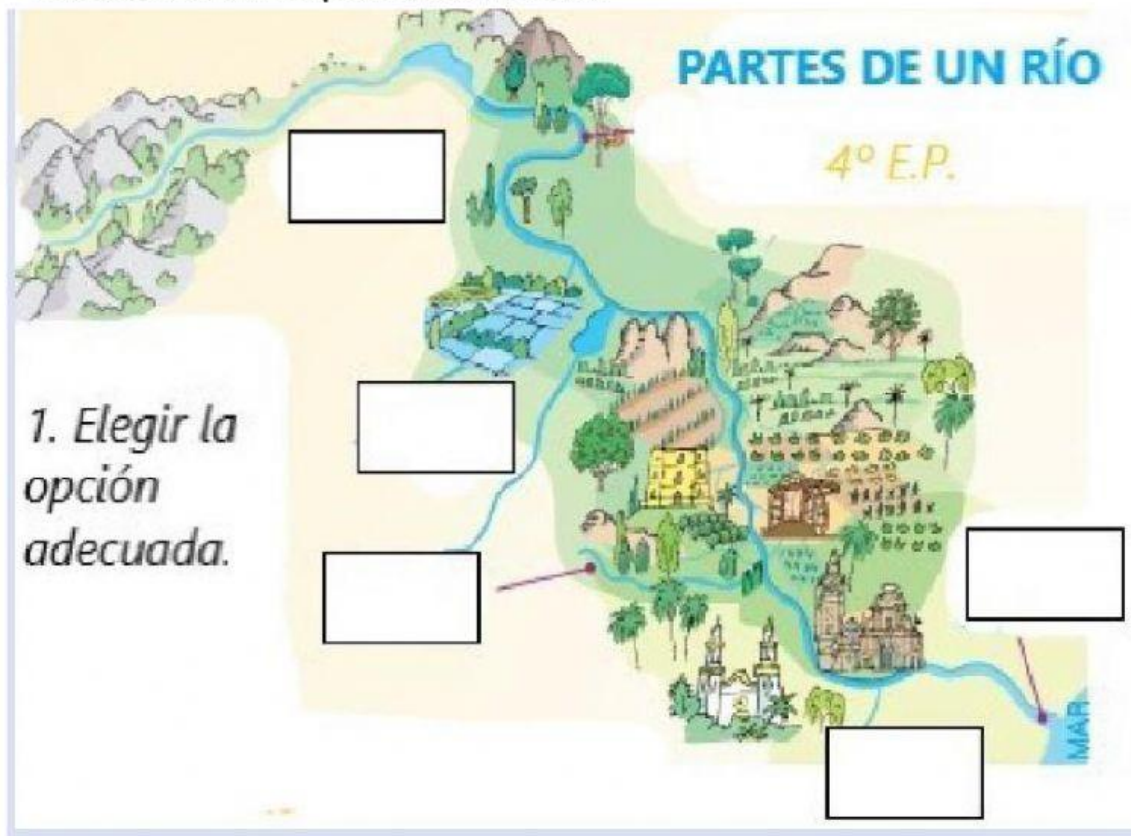 PARTES DE UN RÍO
4º E.P.
1. Elegir la
opción
adecuada.
MAR